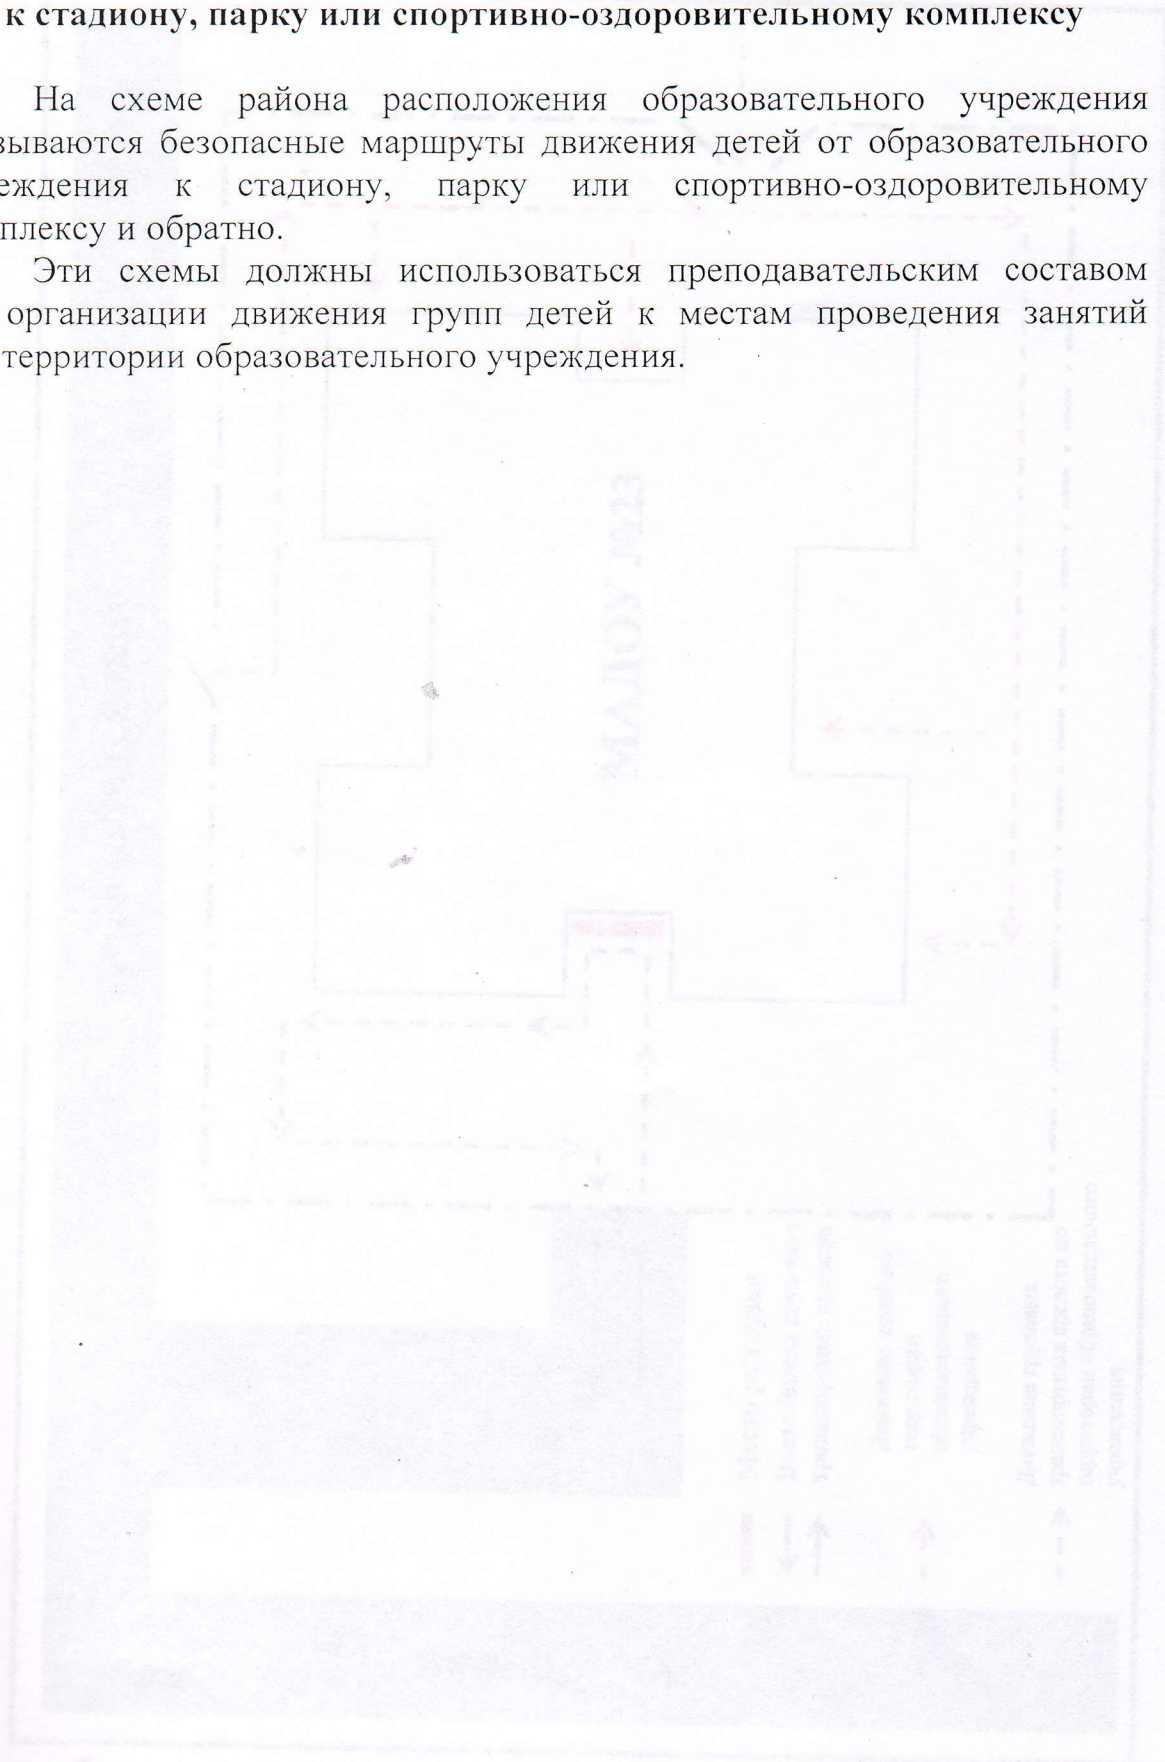 к стадиону, парку или спортивно-оздоровительному комплексу
На схеме района расположения образовательного учреждения
зываются безопасные маршруты движения детей от образовательного
еждения к стадиону, парку или спортивно-оздоровительному
плексу и обратно.
Эти схемы должны использоваться преподавательским составом
организации движения групп детей к местам проведения занятий
территории образовательного учреждения.
МАДОУ №23